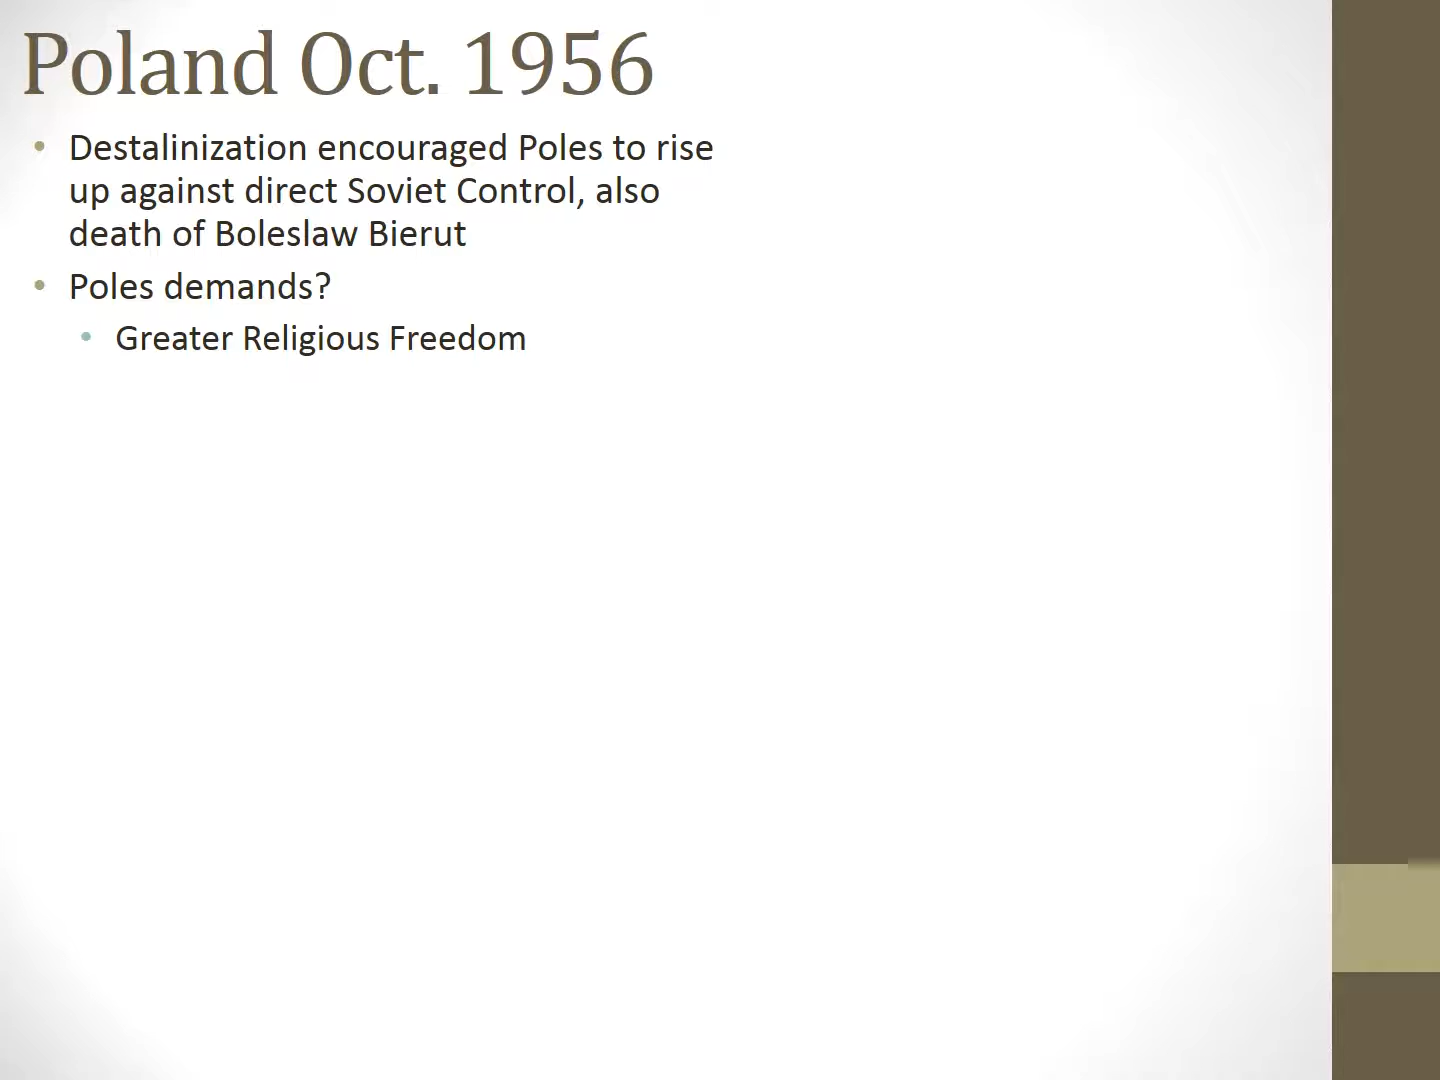 Poland Oct. 1956
• Destalinization encouraged Poles to rise
up against direct Soviet Control, also
death of Boleslaw Bierut
• Poles demands?
• Greater Religious Freedom